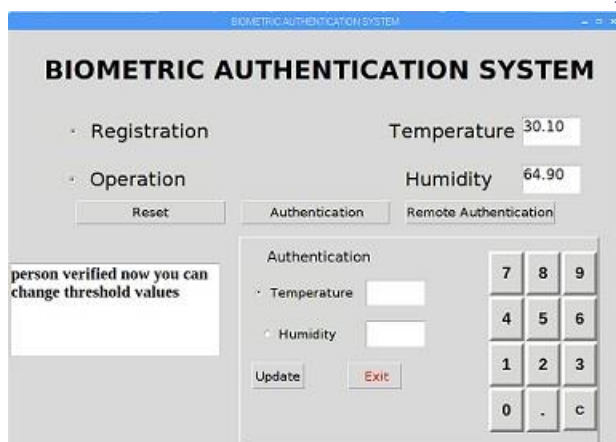 BIOMETRIC AUTHENTICATION SYSTEM
BIOMETRIC AUTHENTICATION SYSTEM
Registration Temperature 30.10
Operation Humidity 64.90
Reset Authentication Remote Authentication
person verified now you can
change threshold values
Authentication
Temperature
Humidity
Update Exit
7 8 9
4 5 6
1 2 3
0 . C